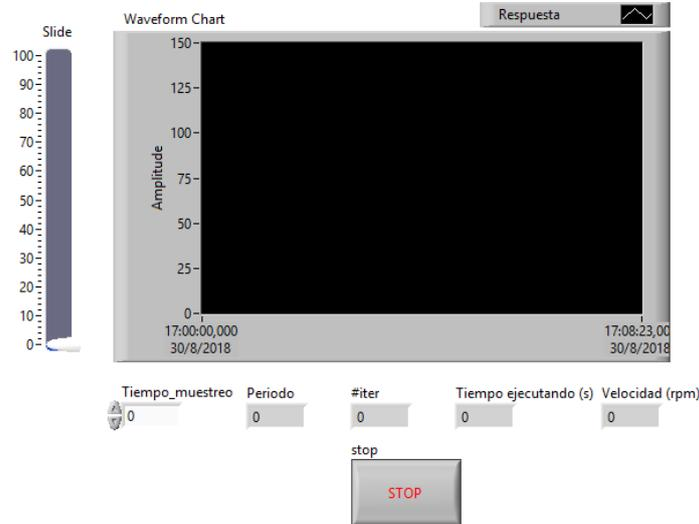 Respuesta
Waveform Chart
Slide
100
90
80
70
60
50
40
30
20
10
0
Amplitude
150
125
100
75
50
25
0
17:00:00,000
30/8/2018
17:08:23,00
30/8/2018
Tiempo_muestreo
0
Periodo
0
#iter
0
Tiempo ejecutando (s)
0
Velocidad (rpm)
0
stop
STOP